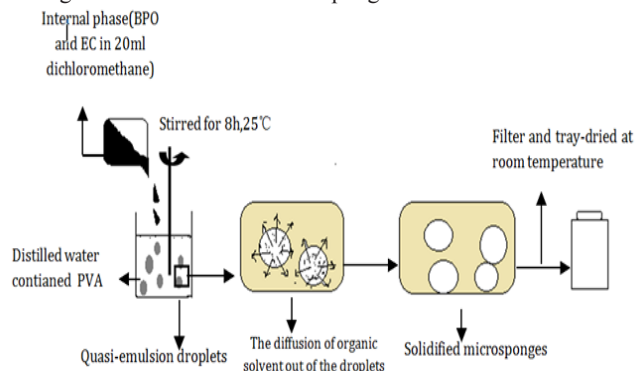 Internal phase(BPO
and EC in 20ml
dichloromethane)
Stirred for 8h,25℃
Filter and tray-dried at
room temperature
Distilled water
contianed PVA
Quasi-emulsion droplets
The diffusion of organic
solvent out of the droplets
Solidified microsponges